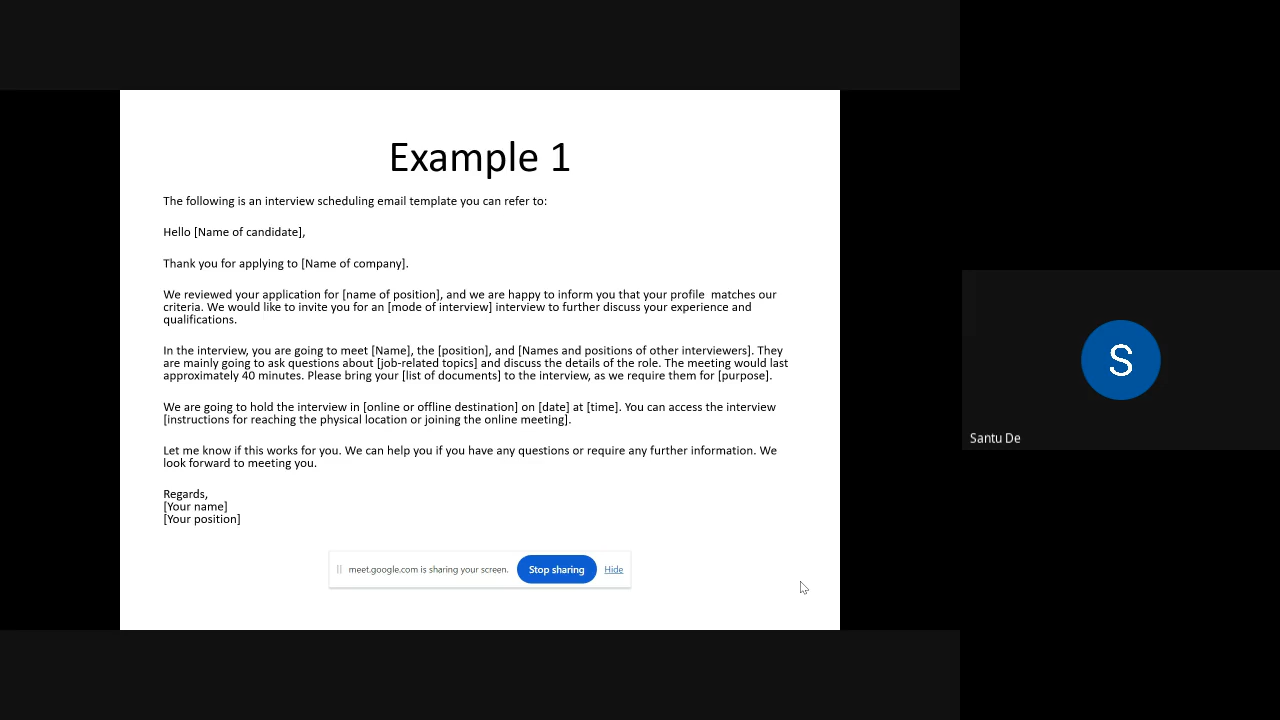 Example 1
The following is an interview scheduling email template you can refer to:
Hello [Name of candidate],
Thank you for applying to [Name of company].
We reviewed your application for [name of position], and we are happy to inform you that your profile  matches our
criteria. We would like to invite you for an [mode of interview] interview to further discuss your experience and
qualifications.
In the interview, you are going to meet [Name], the [position], and [Names and positions of other interviewers]. They
are mainly going to ask questions about [job-related topics] and discuss the details of the role. The meeting would last
approximately 40 minutes. Please bring your [list of documents] to the interview, as we require them for [purpose].
We are going to hold the interview in [online or offline destination] on [date] at [time]. You can access the interview
[instructions for reaching the physical location or joining the online meeting].
Let me know if this works for you. We can help you if you have any questions or require any further information. We
look forward to meeting you.
Regards,
[Your name]
[Your position]
meet.google.com is sharing your screen. Stop sharing Hide
S
Santu De